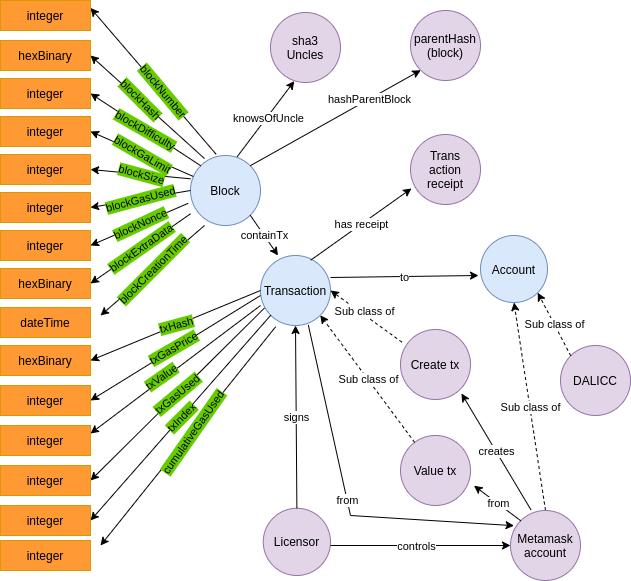 integer
hexBinary
integer
integer
integer
integer
integer
hexBinary
dateTime
hexBinary
integer
integer
integer
integer
integer
blockNumber
blockHash
blockDifficulty
blockGaLimit
blockSize
blockGasUsed
blockNonce
blockExtraData
blockCreationTime
txHash
txGasPrice
txValue
txGasUsed
txIndex
cumulativeGasUsed
sha3
Uncles
parentHash
(block)
knowsOfUncle
hashParentBlock
Block
Trans
action
receipt
containTx
has receipt
Transaction
to
Account
Sub class of
Sub class of
Create tx
Sub class of
DALICC
Sub class of
signs
Value tx
creates
from
from
Licensor
controls
Metamask
account